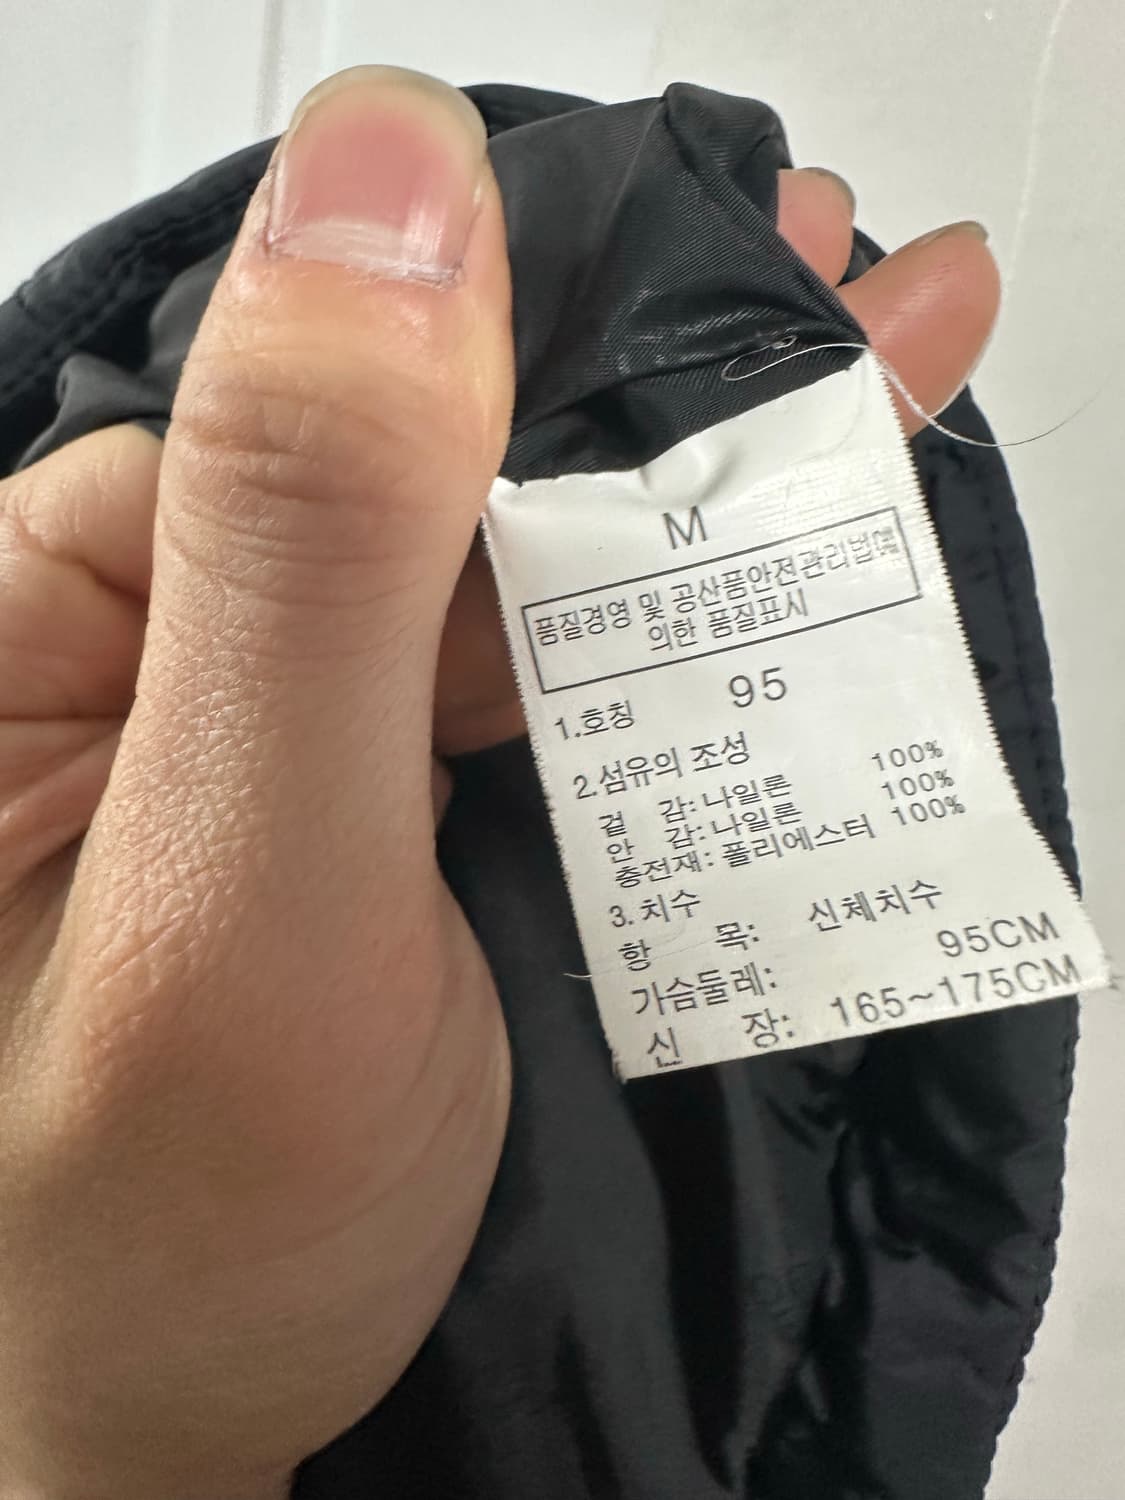 M
품질경영 및 공산품안전관리법에
의한 품질표시
1.호칭 95
2.섬유의 조성
겉 감: 나일론 100%
안 감: 나일론 100%
충전재: 폴리에스터 100%
3. 치수
항 목: 신체치수
가슴둘레: 95CM
신 장: 165~175CM